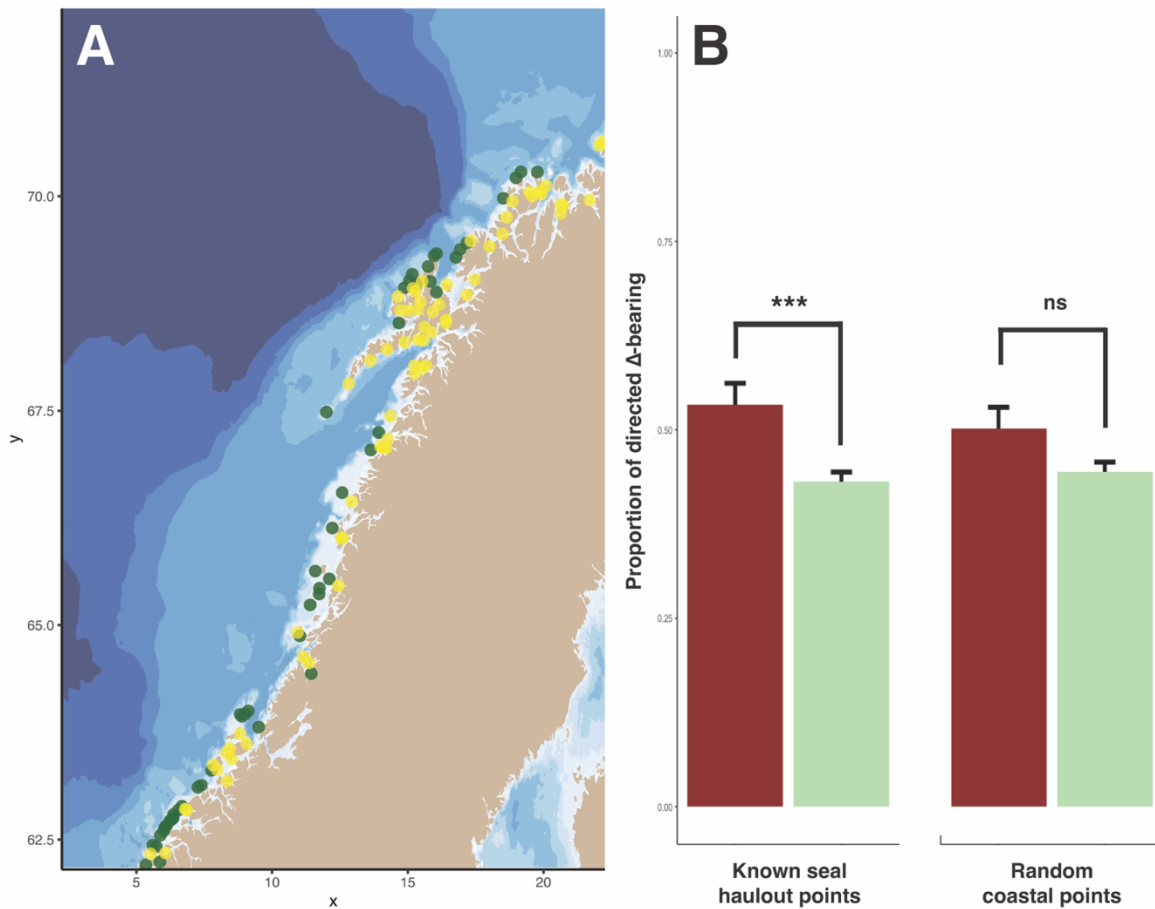 A
70.0
67.5
65.0
62.5
y
5
10
15
20
x
B
1.00
0.75
0.50
0.25
0.00
Proportion of directed Δ-bearing
***
ns
Known seal
haulout points
Random
coastal points